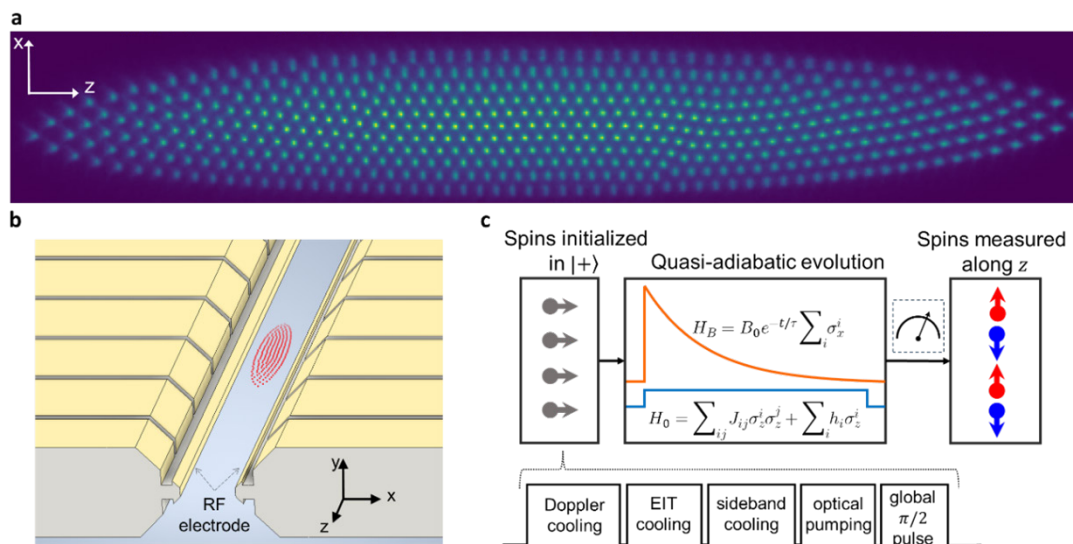 a
x
z
b
RF
electrode
y
x
z
c
Spins initialized
in |+⟩
Quasi-adiabatic evolution
Spins measured
along z
H_B = B_0 e^{-t/τ} ∑_i σ_x^i
H_0 = ∑_{ij} J_{ij} σ_z^i σ_z^j + ∑_i h_i σ_z^i
Doppler
cooling
EIT
cooling
sideband
cooling
optical
pumping
global
π/2
pulse